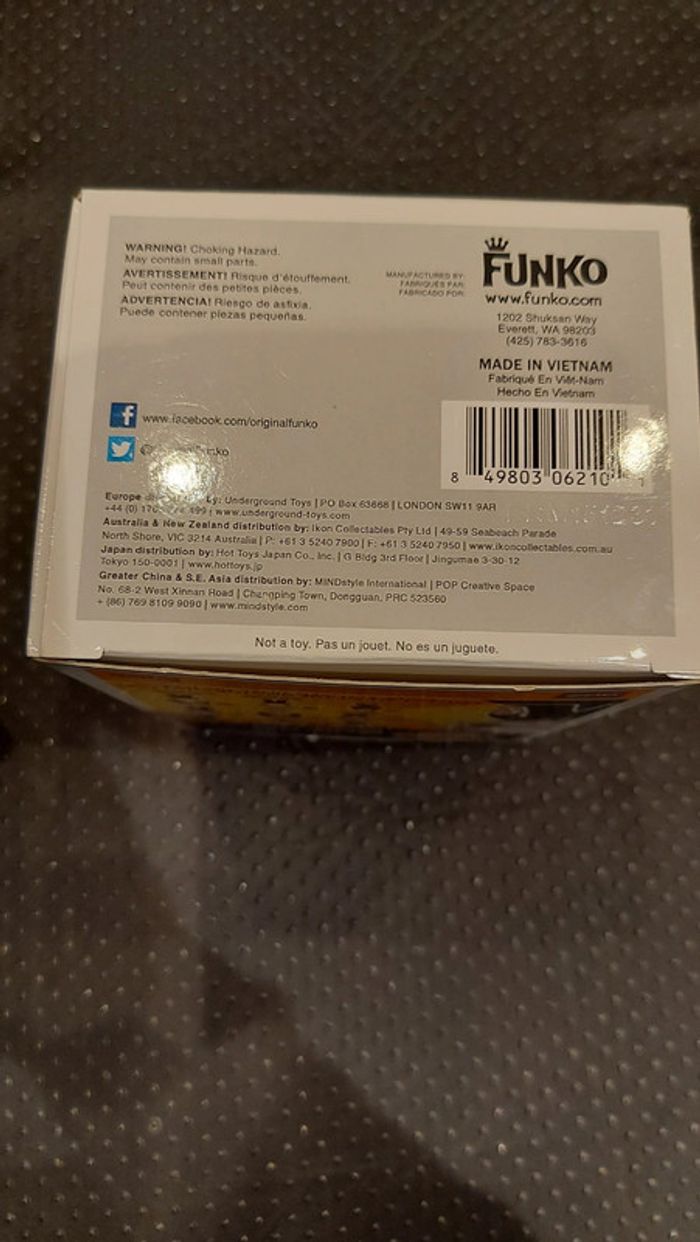 WARNING! Choking Hazard.
May contain small parts.
AVERTISSEMENT! Risque d'étouffement.
Peut contenir des petites pièces.
ADVERTENCIA! Riesgo de asfixia.
Puede contener piezas pequeñas.
MANUFACTURED BY:
FABRIQUÉS PAR:
FABRICADO POR:
FUNKO
www.funko.com
1202 Shuksan Way
Everett, WA 98203
(425) 783-3616
MADE IN VIETNAM
Fabriqué En Viêt-Nam
Hecho En Vietnam
f www.facebook.com/originalfunko
8 49803 06210 1
Europe By: Underground Toys | PO Box 63668 | LONDON SW11 9AR
+44 (0) | www.underground-toys.com
Australia & New Zealand distribution by: Ikon Collectables Pty Ltd | 49-59 Seabeach Parade
North Shore, VIC 3214 Australia | P: +61 3 5240 7900 | F: +61 3 5240 7950 | www.ikoncollectables.com.au
Japan distribution by: Hot Toys Japan Co., Inc. | G Bldg 3rd Floor | Jingumae 3-30-12
Tokyo 150-0001 | www.hottoys.jp
Greater China & S.E. Asia distribution by: MINDstyle International | POP Creative Space
No. 68-2 West Xinnan Road | Changping Town, Dongguan, PRC 523560
+ (86) 769 8109 9090 | www.mindstyle.com
Not a toy. Pas un jouet. No es un juguete.